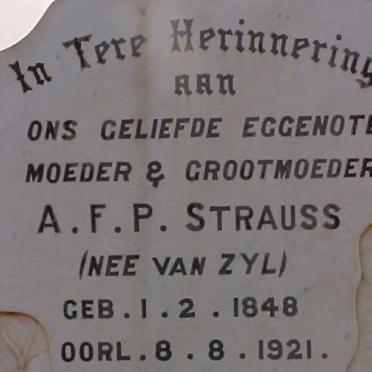 In Tere Herinnering
aan
ONS GELIEFDE EGGENOTE
MOEDER & GROOTMOEDER
A.F.P. STRAUSS
(NEE VAN ZYL)
GEB. 1. 2. 1848
OORL. 8. 8. 1921.